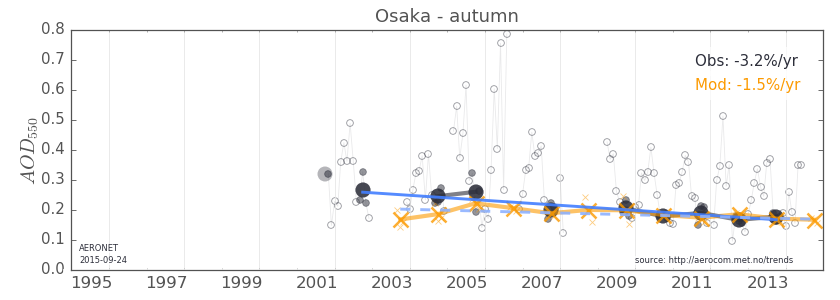 Osaka - autumn
0.8
0.7
0.6
0.5
0.4
0.3
0.2
0.1
0.0
AOD550
Obs: -3.2%/yr
Mod: -1.5%/yr
AERONET
2015-09-24
source: http://aerocom.met.no/trends
1995 1997 1999 2001 2003 2005 2007 2009 2011 2013